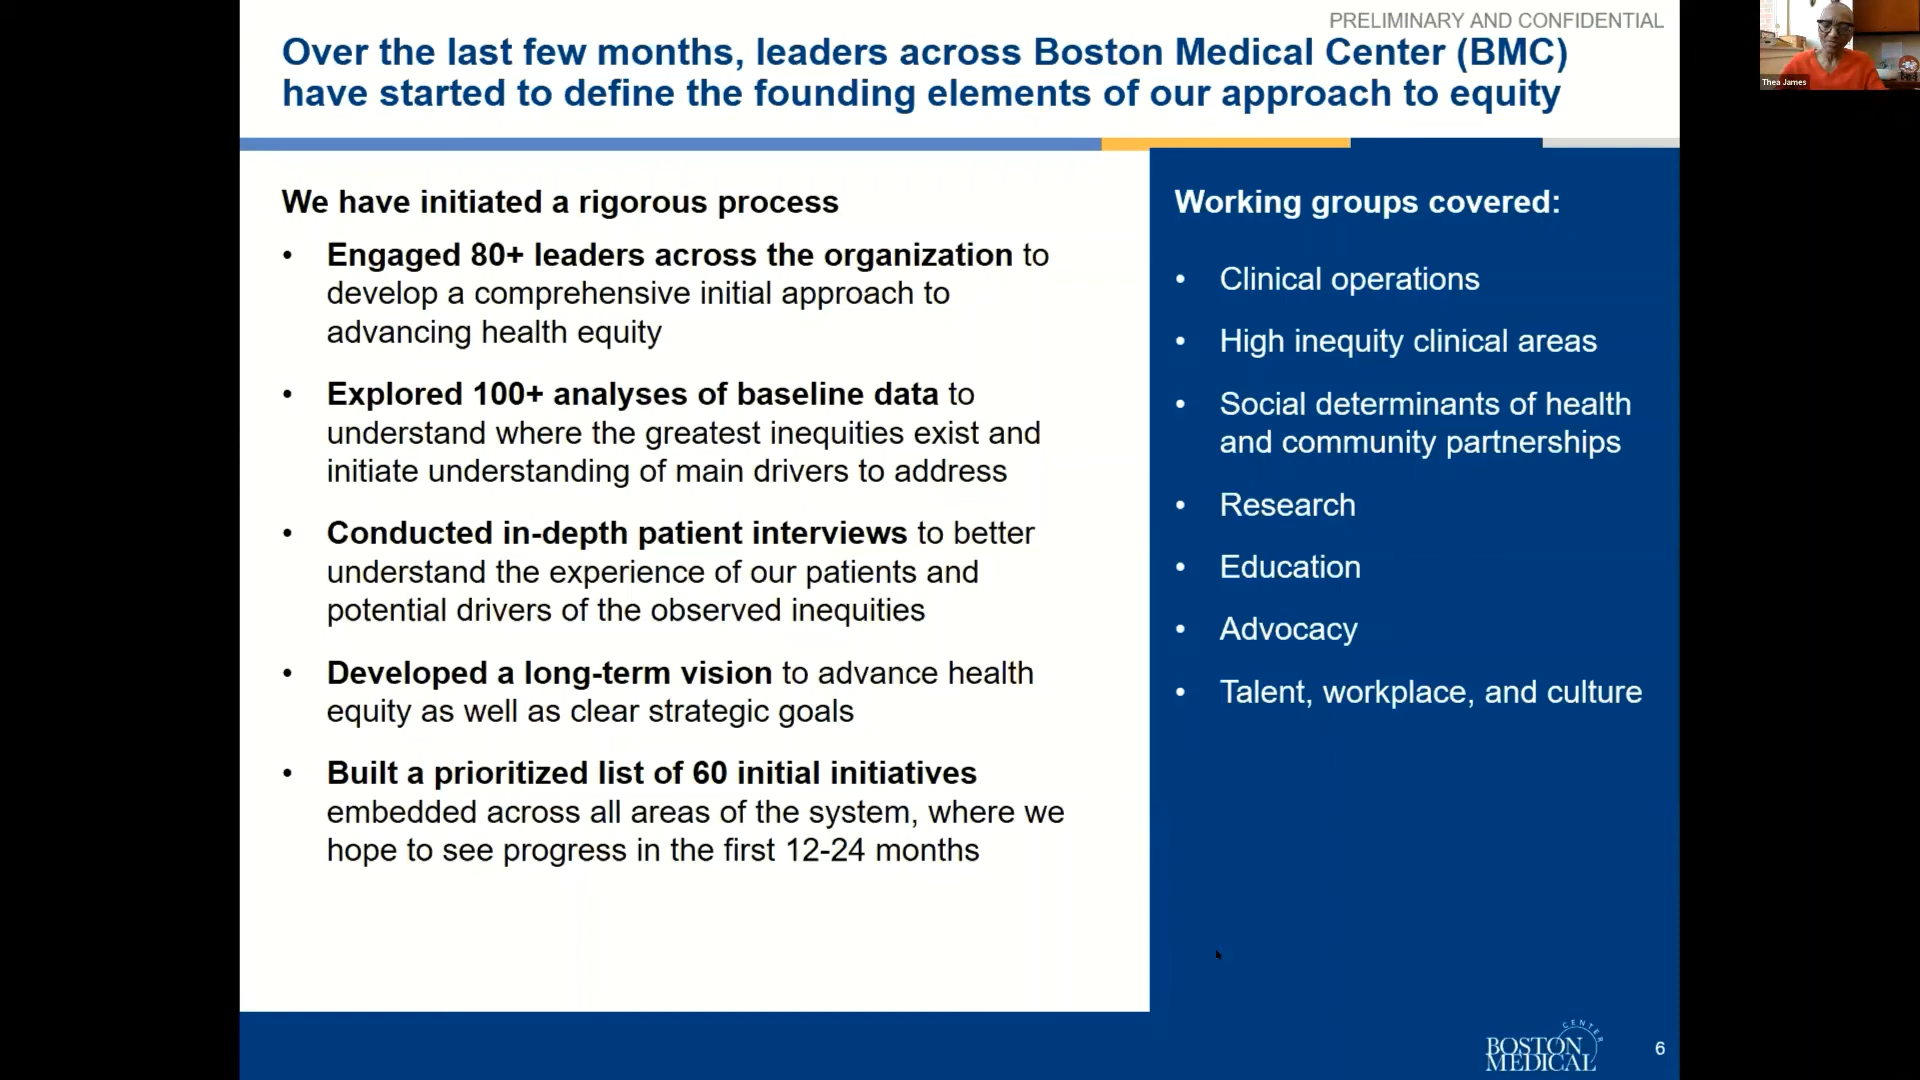 PRELIMINARY AND CONFIDENTIAL
Over the last few months, leaders across Boston Medical Center (BMC)
have started to define the founding elements of our approach to equity
We have initiated a rigorous process
• Engaged 80+ leaders across the organization to
develop a comprehensive initial approach to
advancing health equity
• Explored 100+ analyses of baseline data to
understand where the greatest inequities exist and
initiate understanding of main drivers to address
• Conducted in-depth patient interviews to better
understand the experience of our patients and
potential drivers of the observed inequities
• Developed a long-term vision to advance health
equity as well as clear strategic goals
• Built a prioritized list of 60 initial initiatives
embedded across all areas of the system, where we
hope to see progress in the first 12-24 months
Working groups covered:
• Clinical operations
• High inequity clinical areas
• Social determinants of health
and community partnerships
• Research
• Education
• Advocacy
• Talent, workplace, and culture
Thea James
BOSTON
MEDICAL
CENTER
6